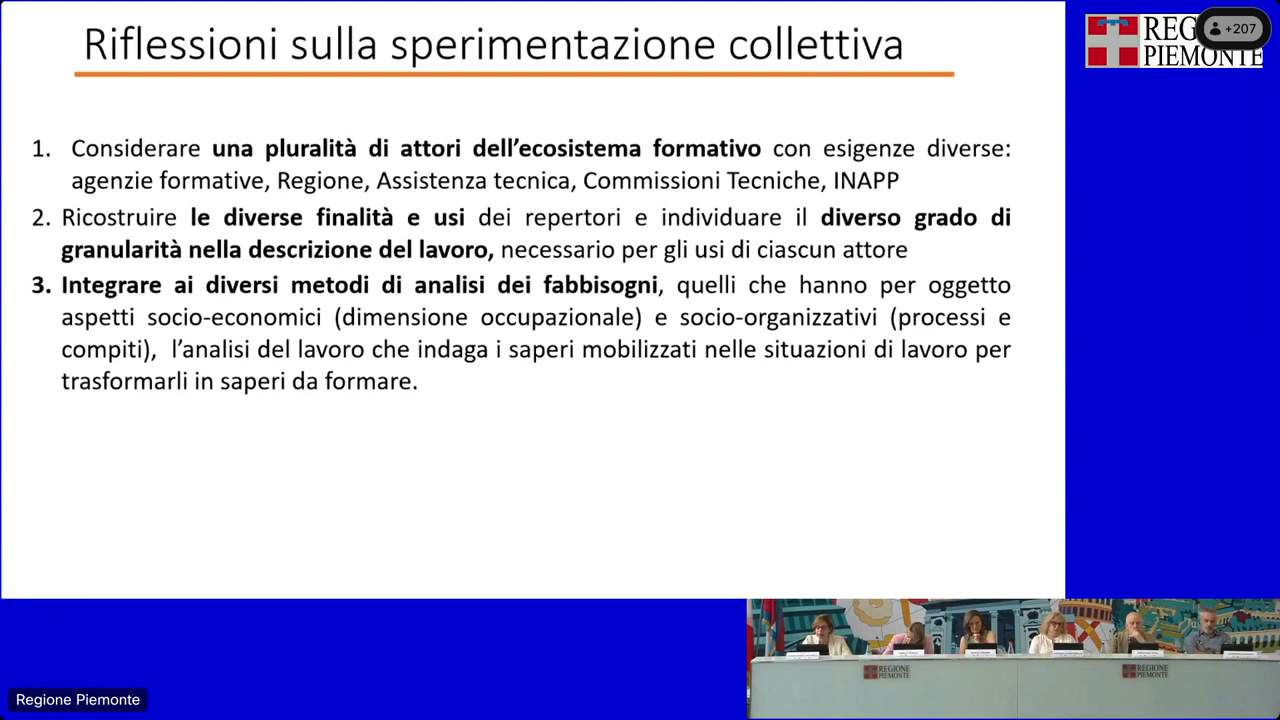 Riflessioni sulla sperimentazione collettiva
REG
PIEMONTE
+207
1. Considerare una pluralità di attori dell’ecosistema formativo con esigenze diverse:
agenzie formative, Regione, Assistenza tecnica, Commissioni Tecniche, INAPP
2. Ricostruire le diverse finalità e usi dei repertori e individuare il diverso grado di
granularità nella descrizione del lavoro, necessario per gli usi di ciascun attore
3. Integrare ai diversi metodi di analisi dei fabbisogni, quelli che hanno per oggetto
aspetti socio-economici (dimensione occupazionale) e socio-organizzativi (processi e
compiti), l’analisi del lavoro che indaga i saperi mobilizzati nelle situazioni di lavoro per
trasformarli in saperi da formare.
REGIONE
PIEMONTE
REGIONE
PIEMONTE
Regione Piemonte